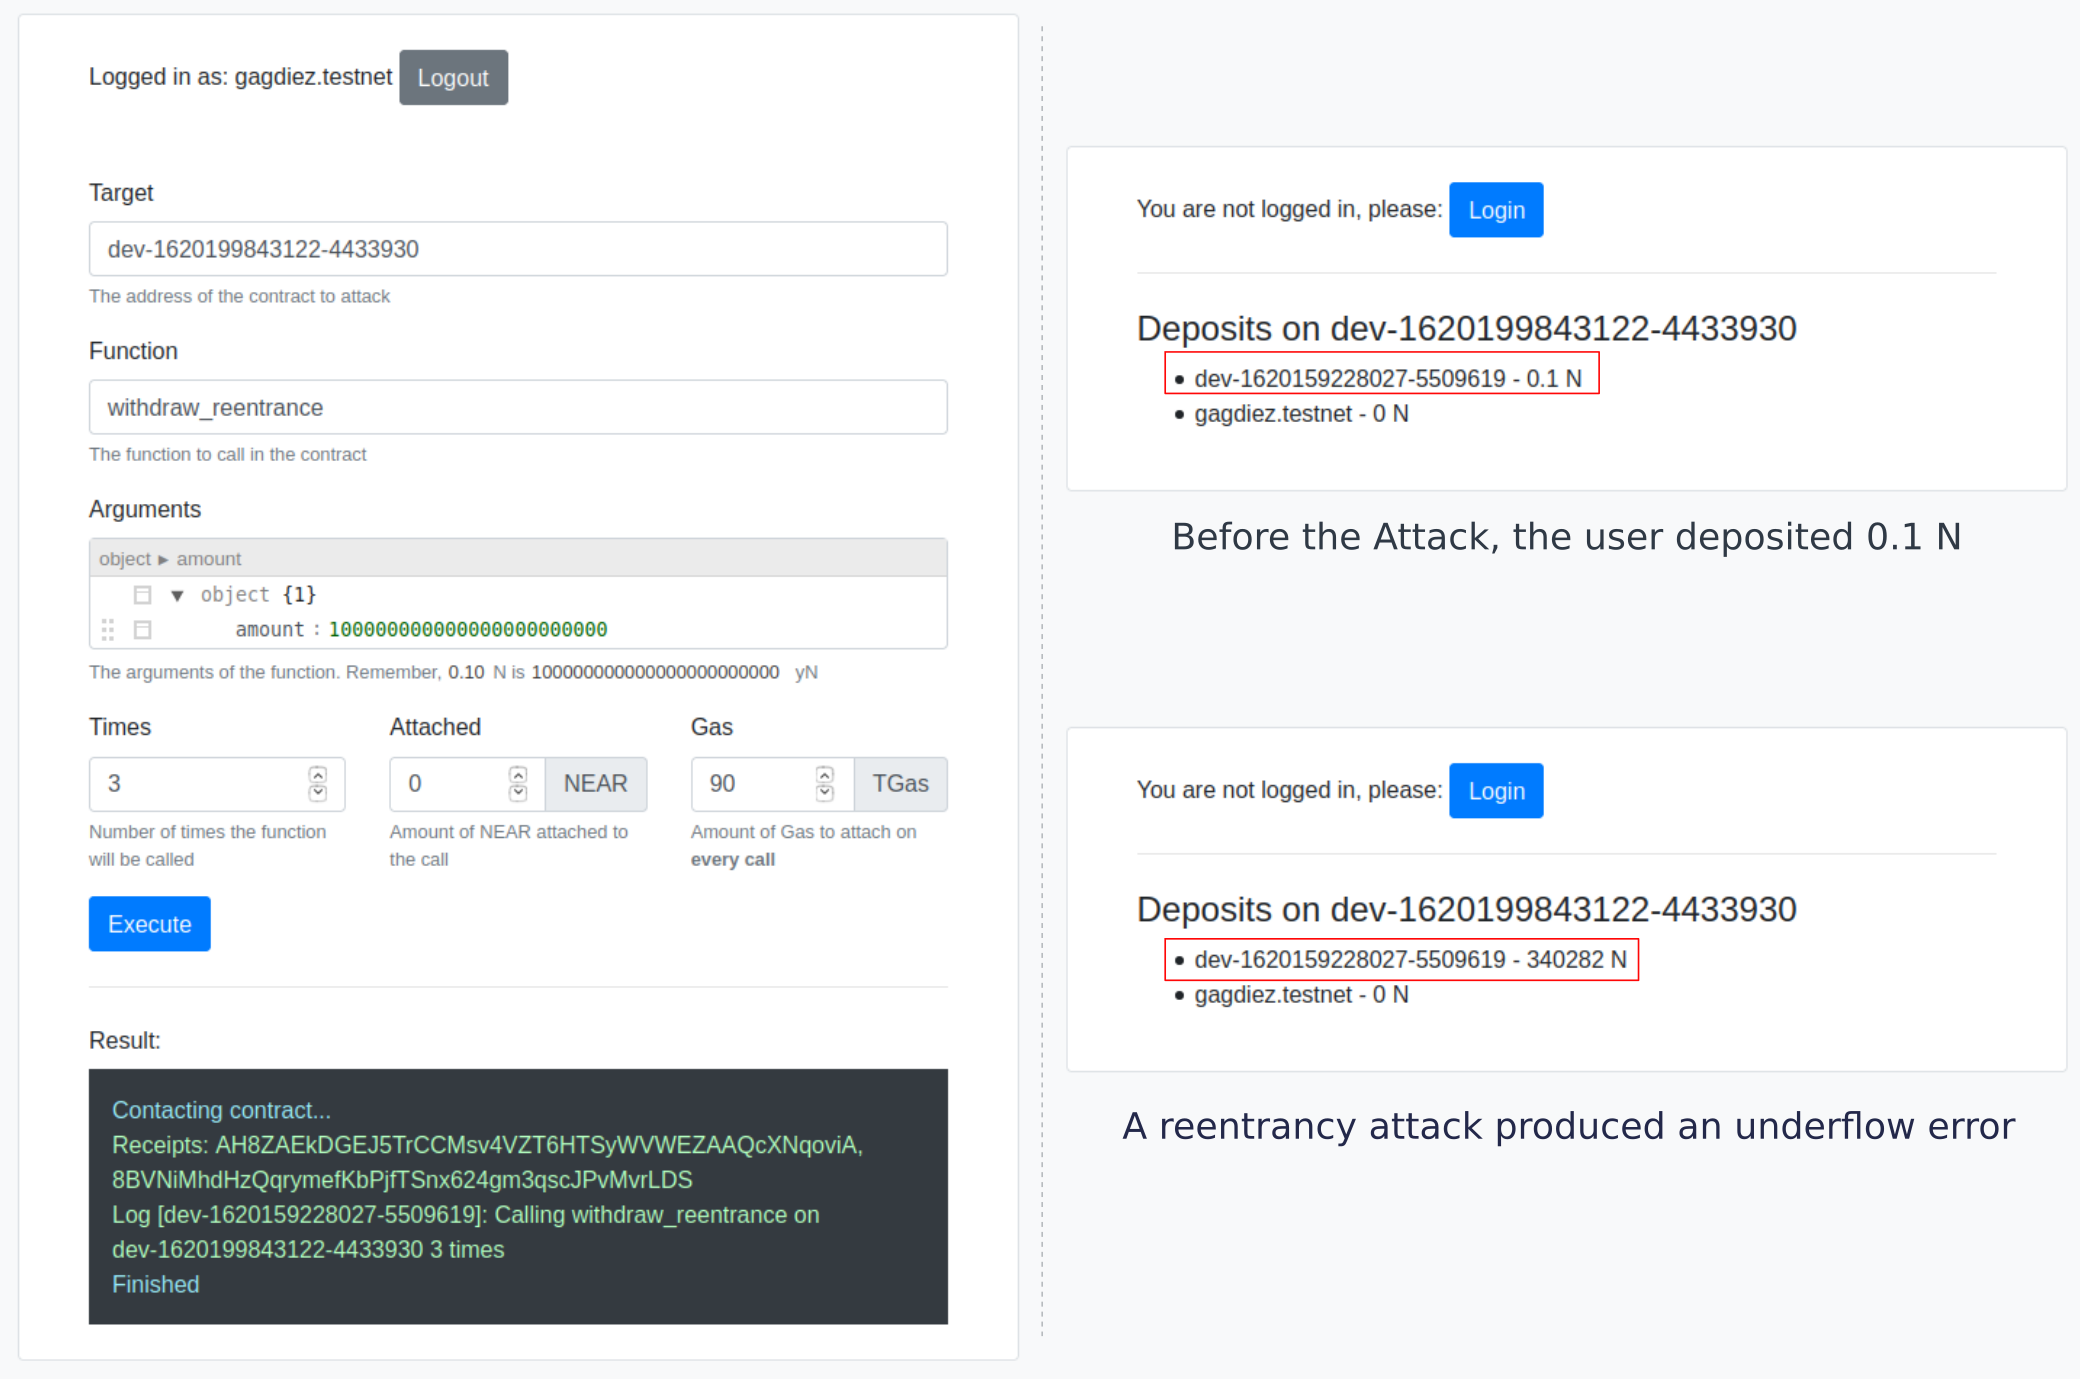 Logged in as: gagdiez.testnet Logout
Target
dev-1620199843122-4433930
The address of the contract to attack
Function
withdraw_reentrance
The function to call in the contract
Arguments
object ▸ amount
▼ object {1}
amount : 100000000000000000000000
The arguments of the function. Remember, 0.10 N is 100000000000000000000000 yN
Times
3
Number of times the function
will be called
Attached
0 NEAR
Amount of NEAR attached to
the call
Gas
90 TGas
Amount of Gas to attach on
every call
Execute
Result:
Contacting contract...
Receipts: AH8ZAEkDGEJ5TrCCMsv4VZT6HTSyWVWEZAAQcXNqoviA,
8BVNiMhdHzQqrymefKbPjfTSnx624gm3qscJPvMvrLDS
Log [dev-1620159228027-5509619]: Calling withdraw_reentrance on
dev-1620199843122-4433930 3 times
Finished
You are not logged in, please: Login
Deposits on dev-1620199843122-4433930
• dev-1620159228027-5509619 - 0.1 N
• gagdiez.testnet - 0 N
Before the Attack, the user deposited 0.1 N
You are not logged in, please: Login
Deposits on dev-1620199843122-4433930
• dev-1620159228027-5509619 - 340282 N
• gagdiez.testnet - 0 N
A reentrancy attack produced an underflow error